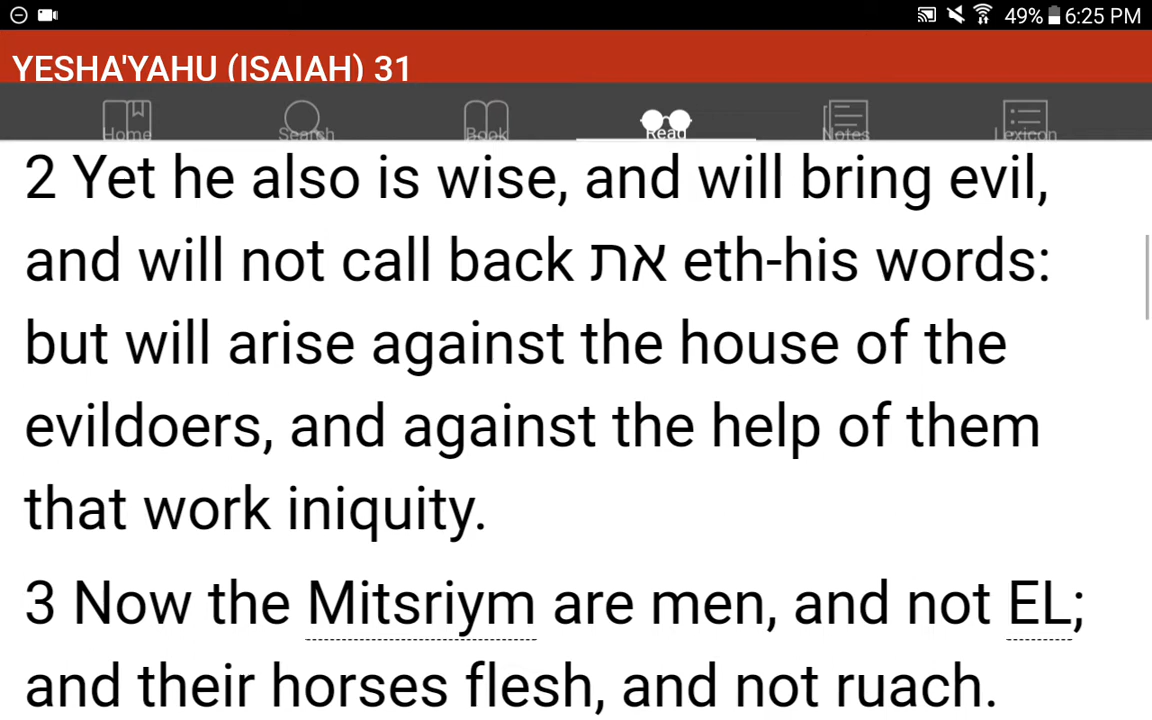 49% 6:25 PM
YESHA'YAHU (ISAIAH) 31
Home Search Book Read Notes Lexicon
2 Yet he also is wise, and will bring evil,
and will not call back את eth-his words:
but will arise against the house of the
evildoers, and against the help of them
that work iniquity.
3 Now the Mitsriym are men, and not EL;
and their horses flesh, and not ruach.